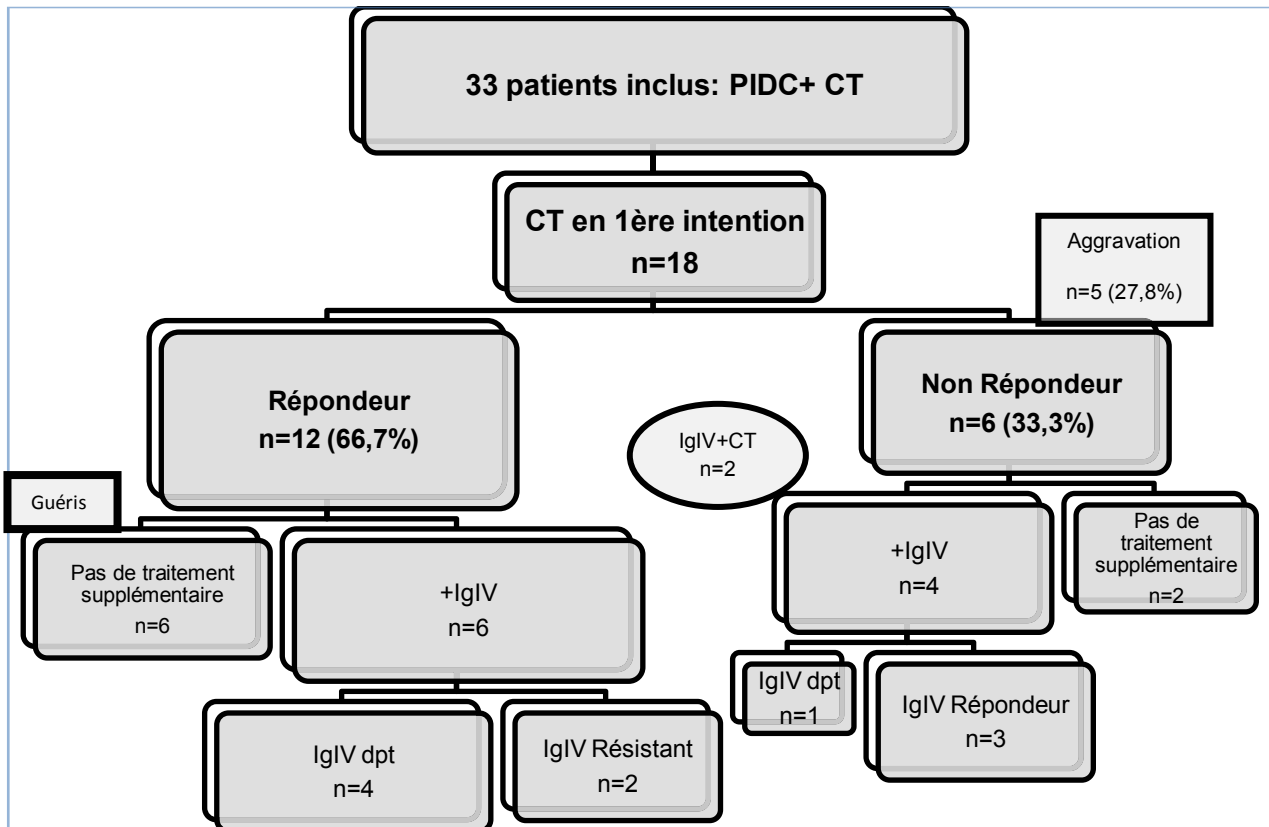 33 patients inclus: PIDC+ CT
CT en 1ère intention
n=18
Aggravation
n=5 (27,8%)
Répondeur
n=12 (66,7%)
Non Répondeur
n=6 (33,3%)
IgIV+CT
n=2
Guéris
Pas de traitement
supplémentaire
n=6
+IgIV
n=6
+IgIV
n=4
Pas de
traitement
supplémentaire
n=2
IgIV dpt
n=4
IgIV Résistant
n=2
IgIV dpt
n=1
IgIV Répondeur
n=3